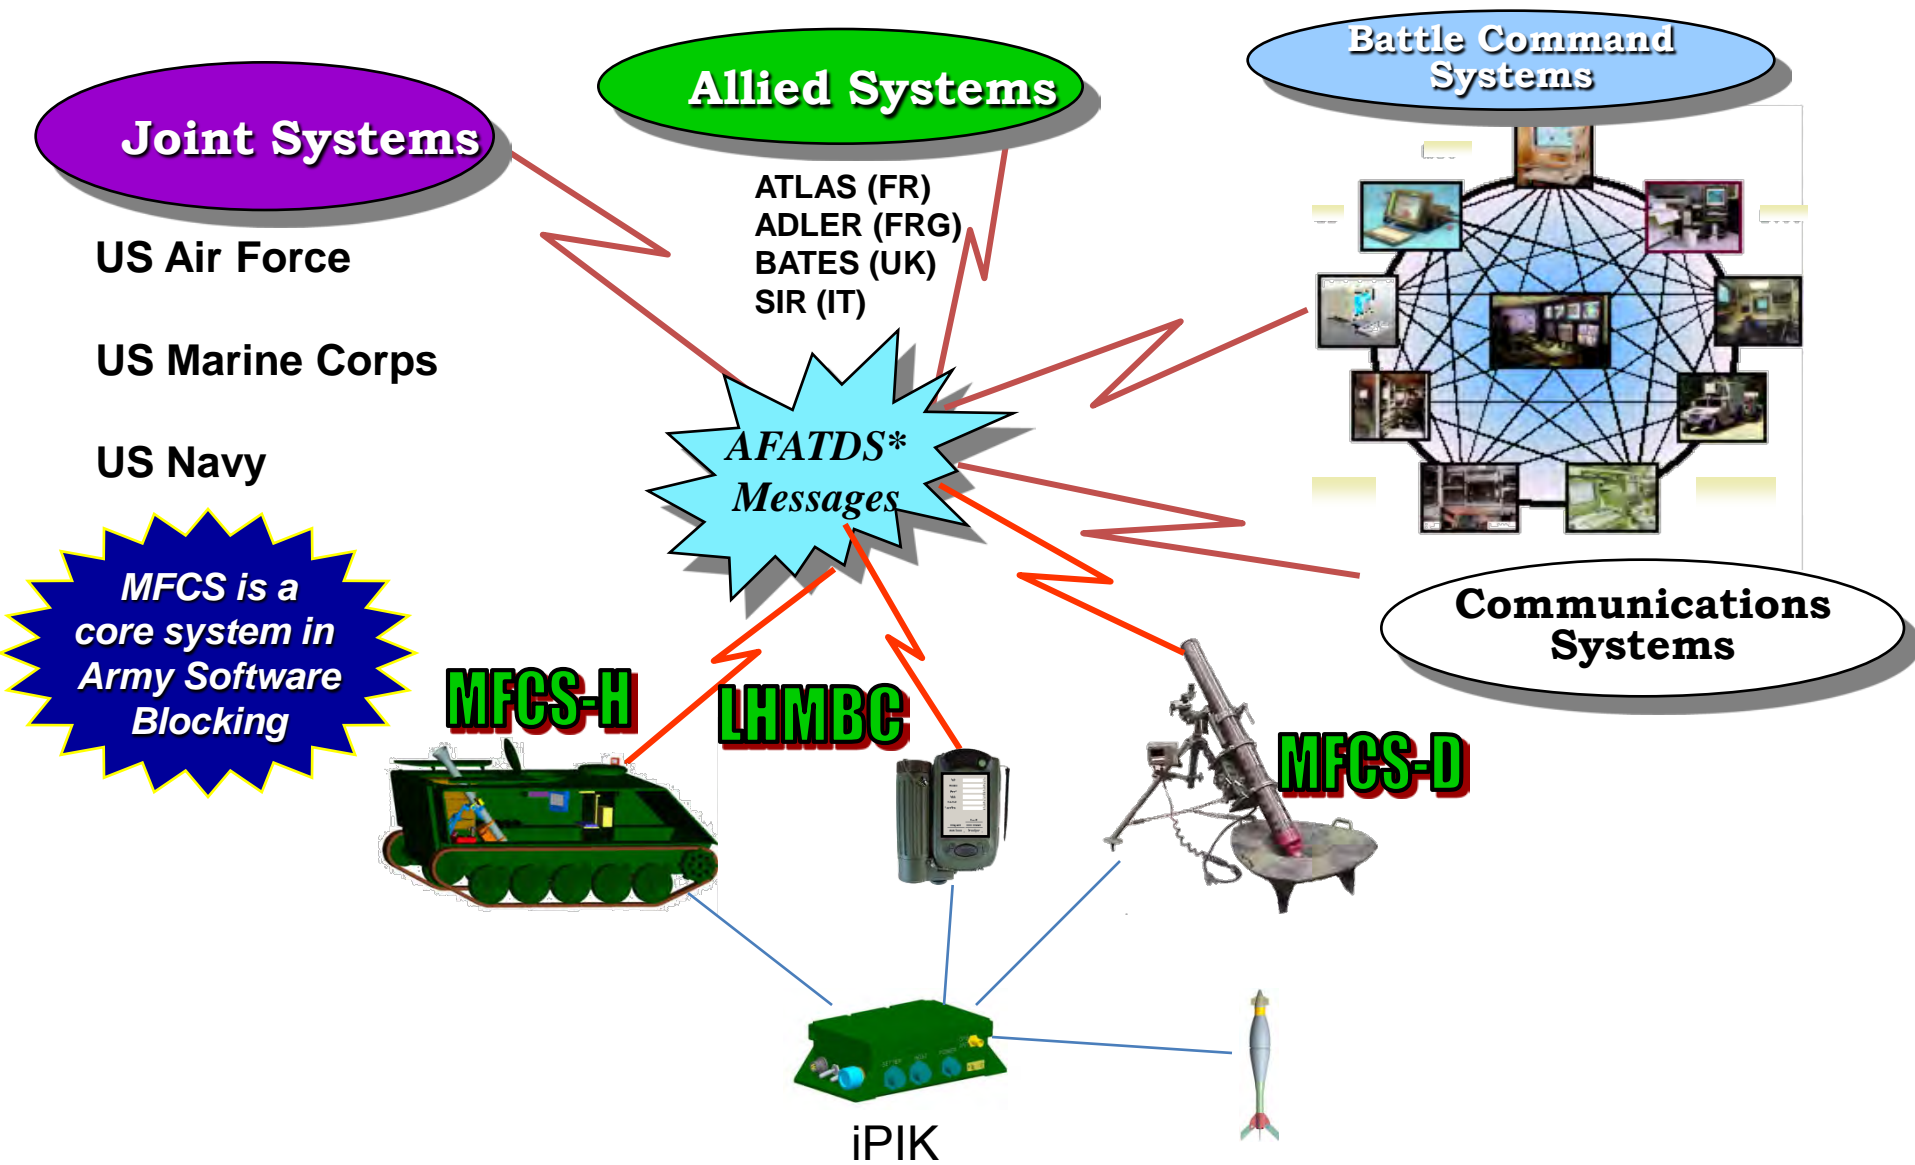 Joint Systems
US Air Force
US Marine Corps
US Navy
Allied Systems
ATLAS (FR)
ADLER (FRG)
BATES (UK)
SIR (IT)
Battle Command
Systems
AFATDS*
Messages
Communications
Systems
MFCS is a
core system in
Army Software
Blocking
MFCS-H
LHMBC
MFCS-D
iPIK